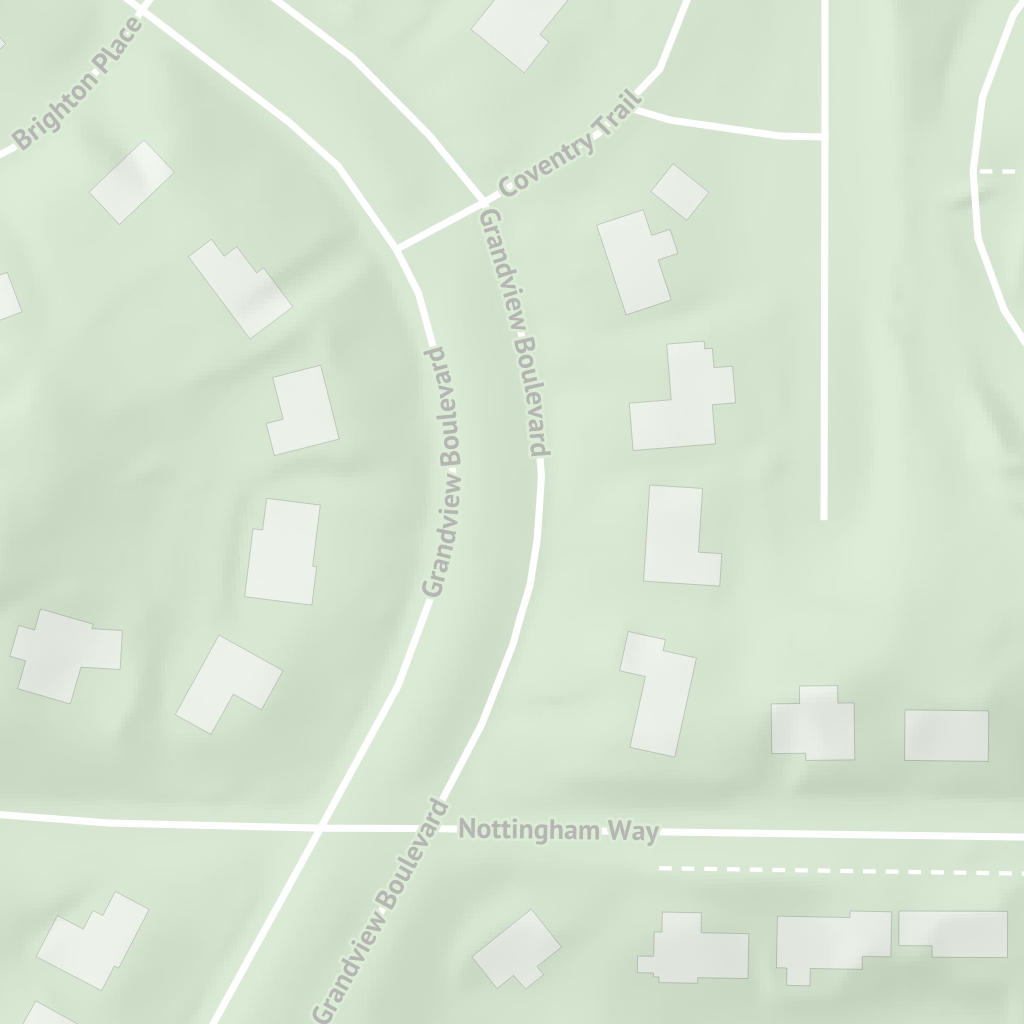 Brighton Place
Coventry Trail
Grandview Boulevard
Grandview Boulevard
Grandview Boulevard
Nottingham Way